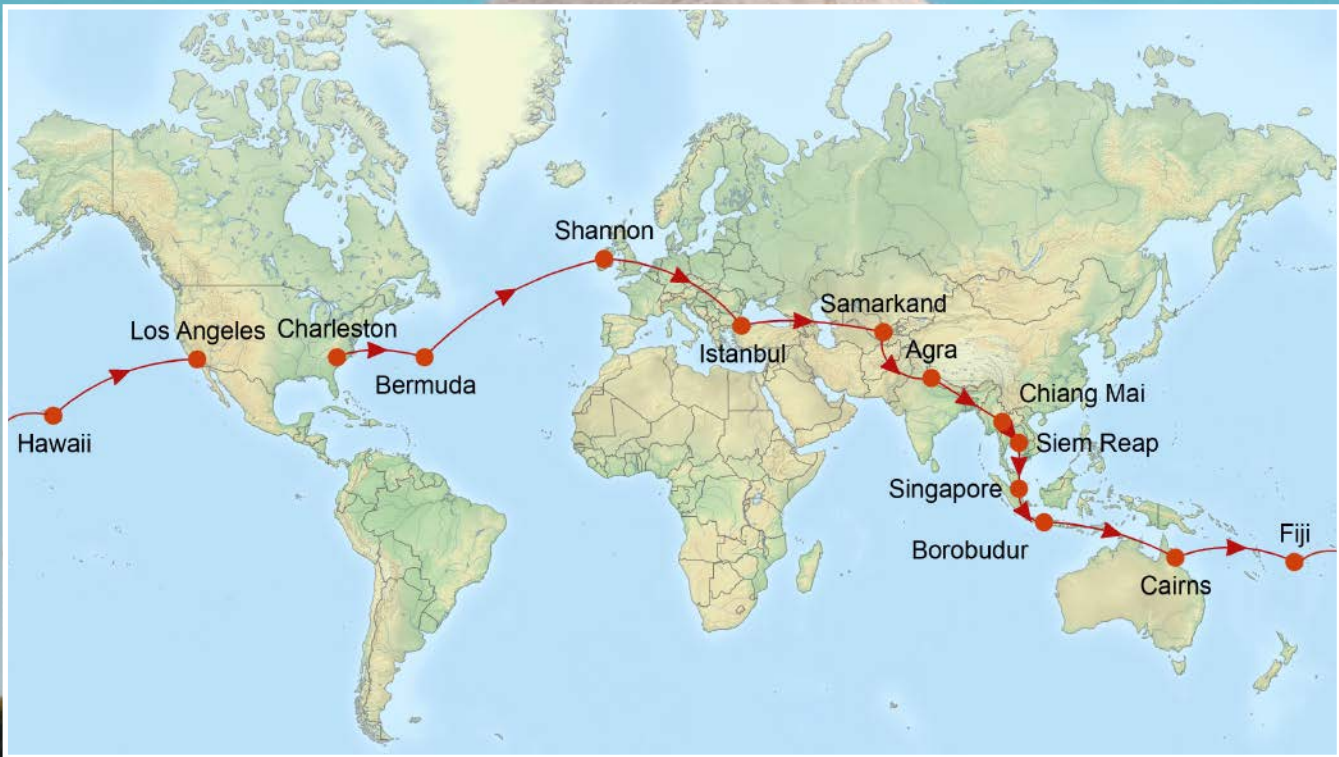 Shannon
Los Angeles
Charleston
Samarkand
Istanbul
Agra
Bermuda
Chiang Mai
Hawaii
Siem Reap
Singapore
Borobudur
Fiji
Cairns